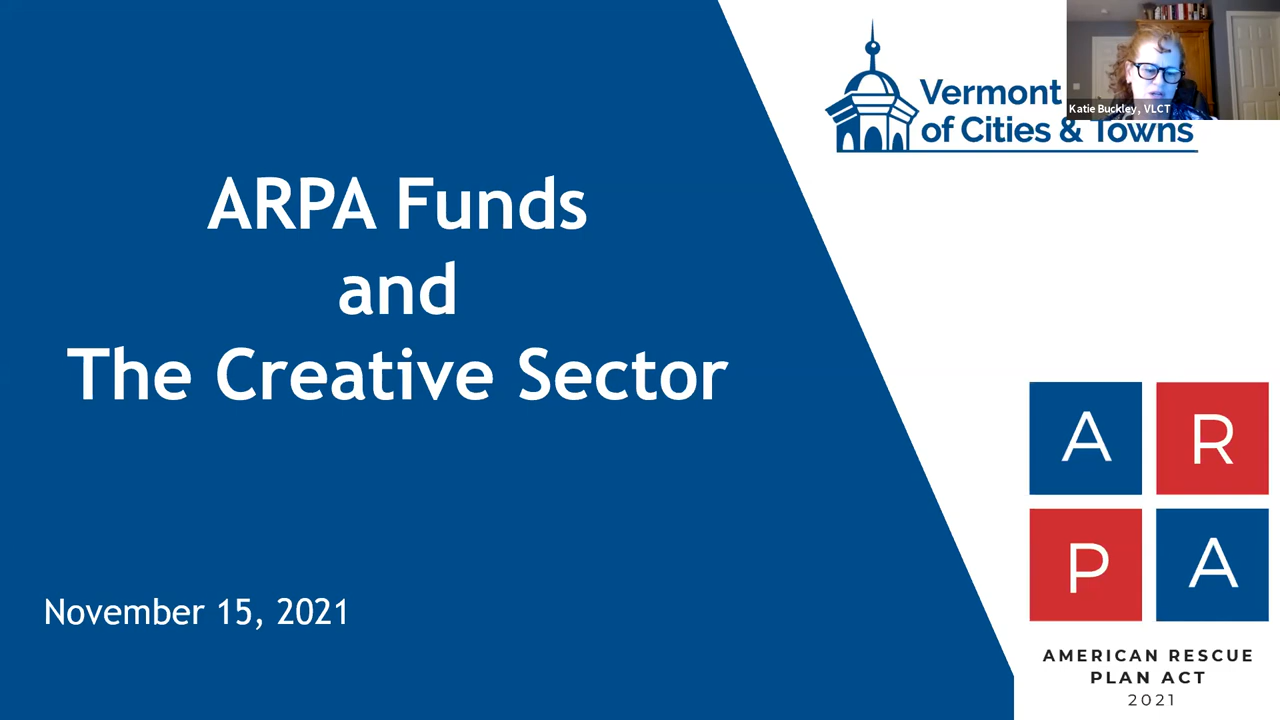 Vermont
of Cities & Towns
Katie Buckley, VLCT
ARPA Funds
and
The Creative Sector
A R
P A
November 15, 2021
AMERICAN RESCUE
PLAN ACT
2021